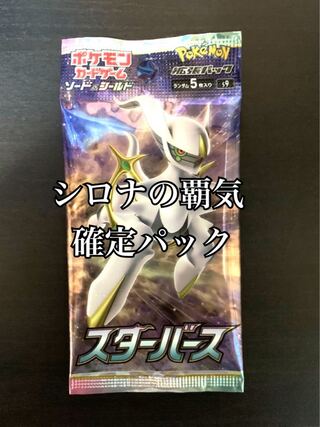 ポケモン
カードゲーム
ソード&シールド
Pokémon
拡張パック
ランダム5枚入り
s9
シロナの覇気
確定パック
スターバース